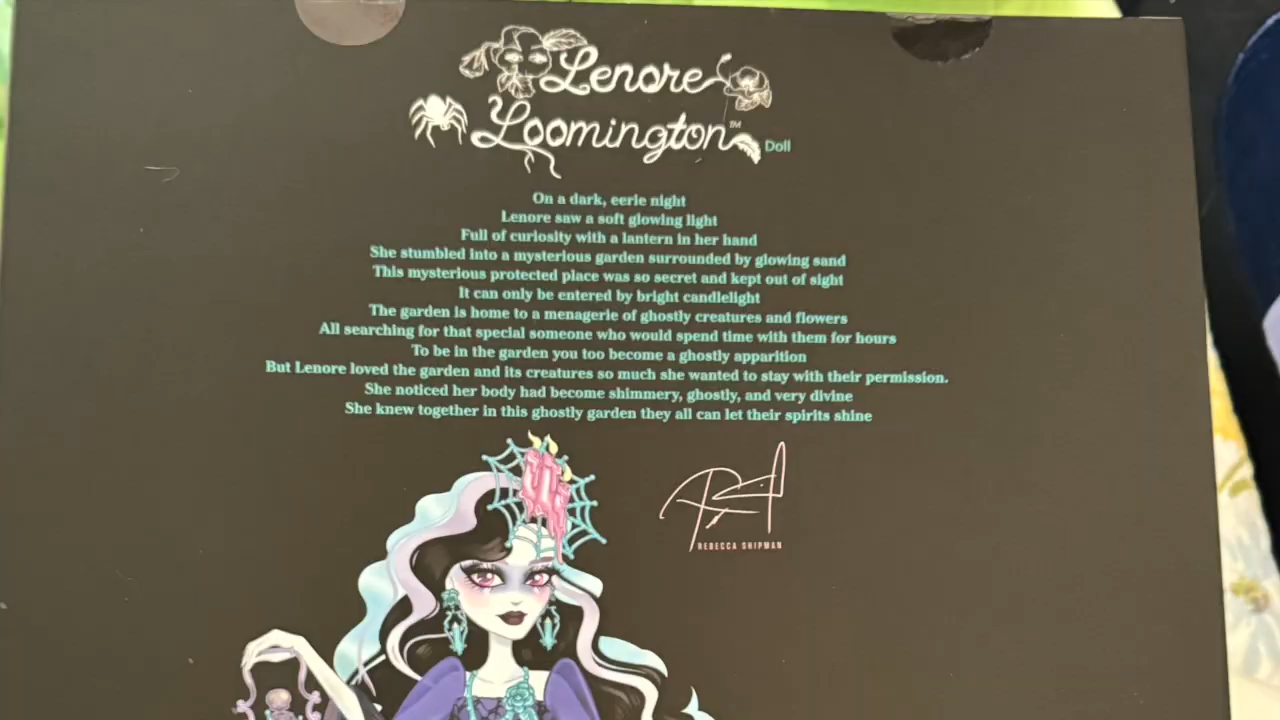 Lenore
Loomington™ Doll
On a dark, eerie night
Lenore saw a soft glowing light
Full of curiosity with a lantern in her hand
She stumbled into a mysterious garden surrounded by glowing sand
This mysterious protected place was so secret and kept out of sight
It can only be entered by bright candlelight
The garden is home to a menagerie of ghostly creatures and flowers
All searching for that special someone who would spend time with them for hours
To be in the garden you too become a ghostly apparition
But Lenore loved the garden and its creatures so much she wanted to stay with their permission.
She noticed her body had become shimmery, ghostly, and very divine
She knew together in this ghostly garden they all can let their spirits shine
REBECCA SHIPMAN